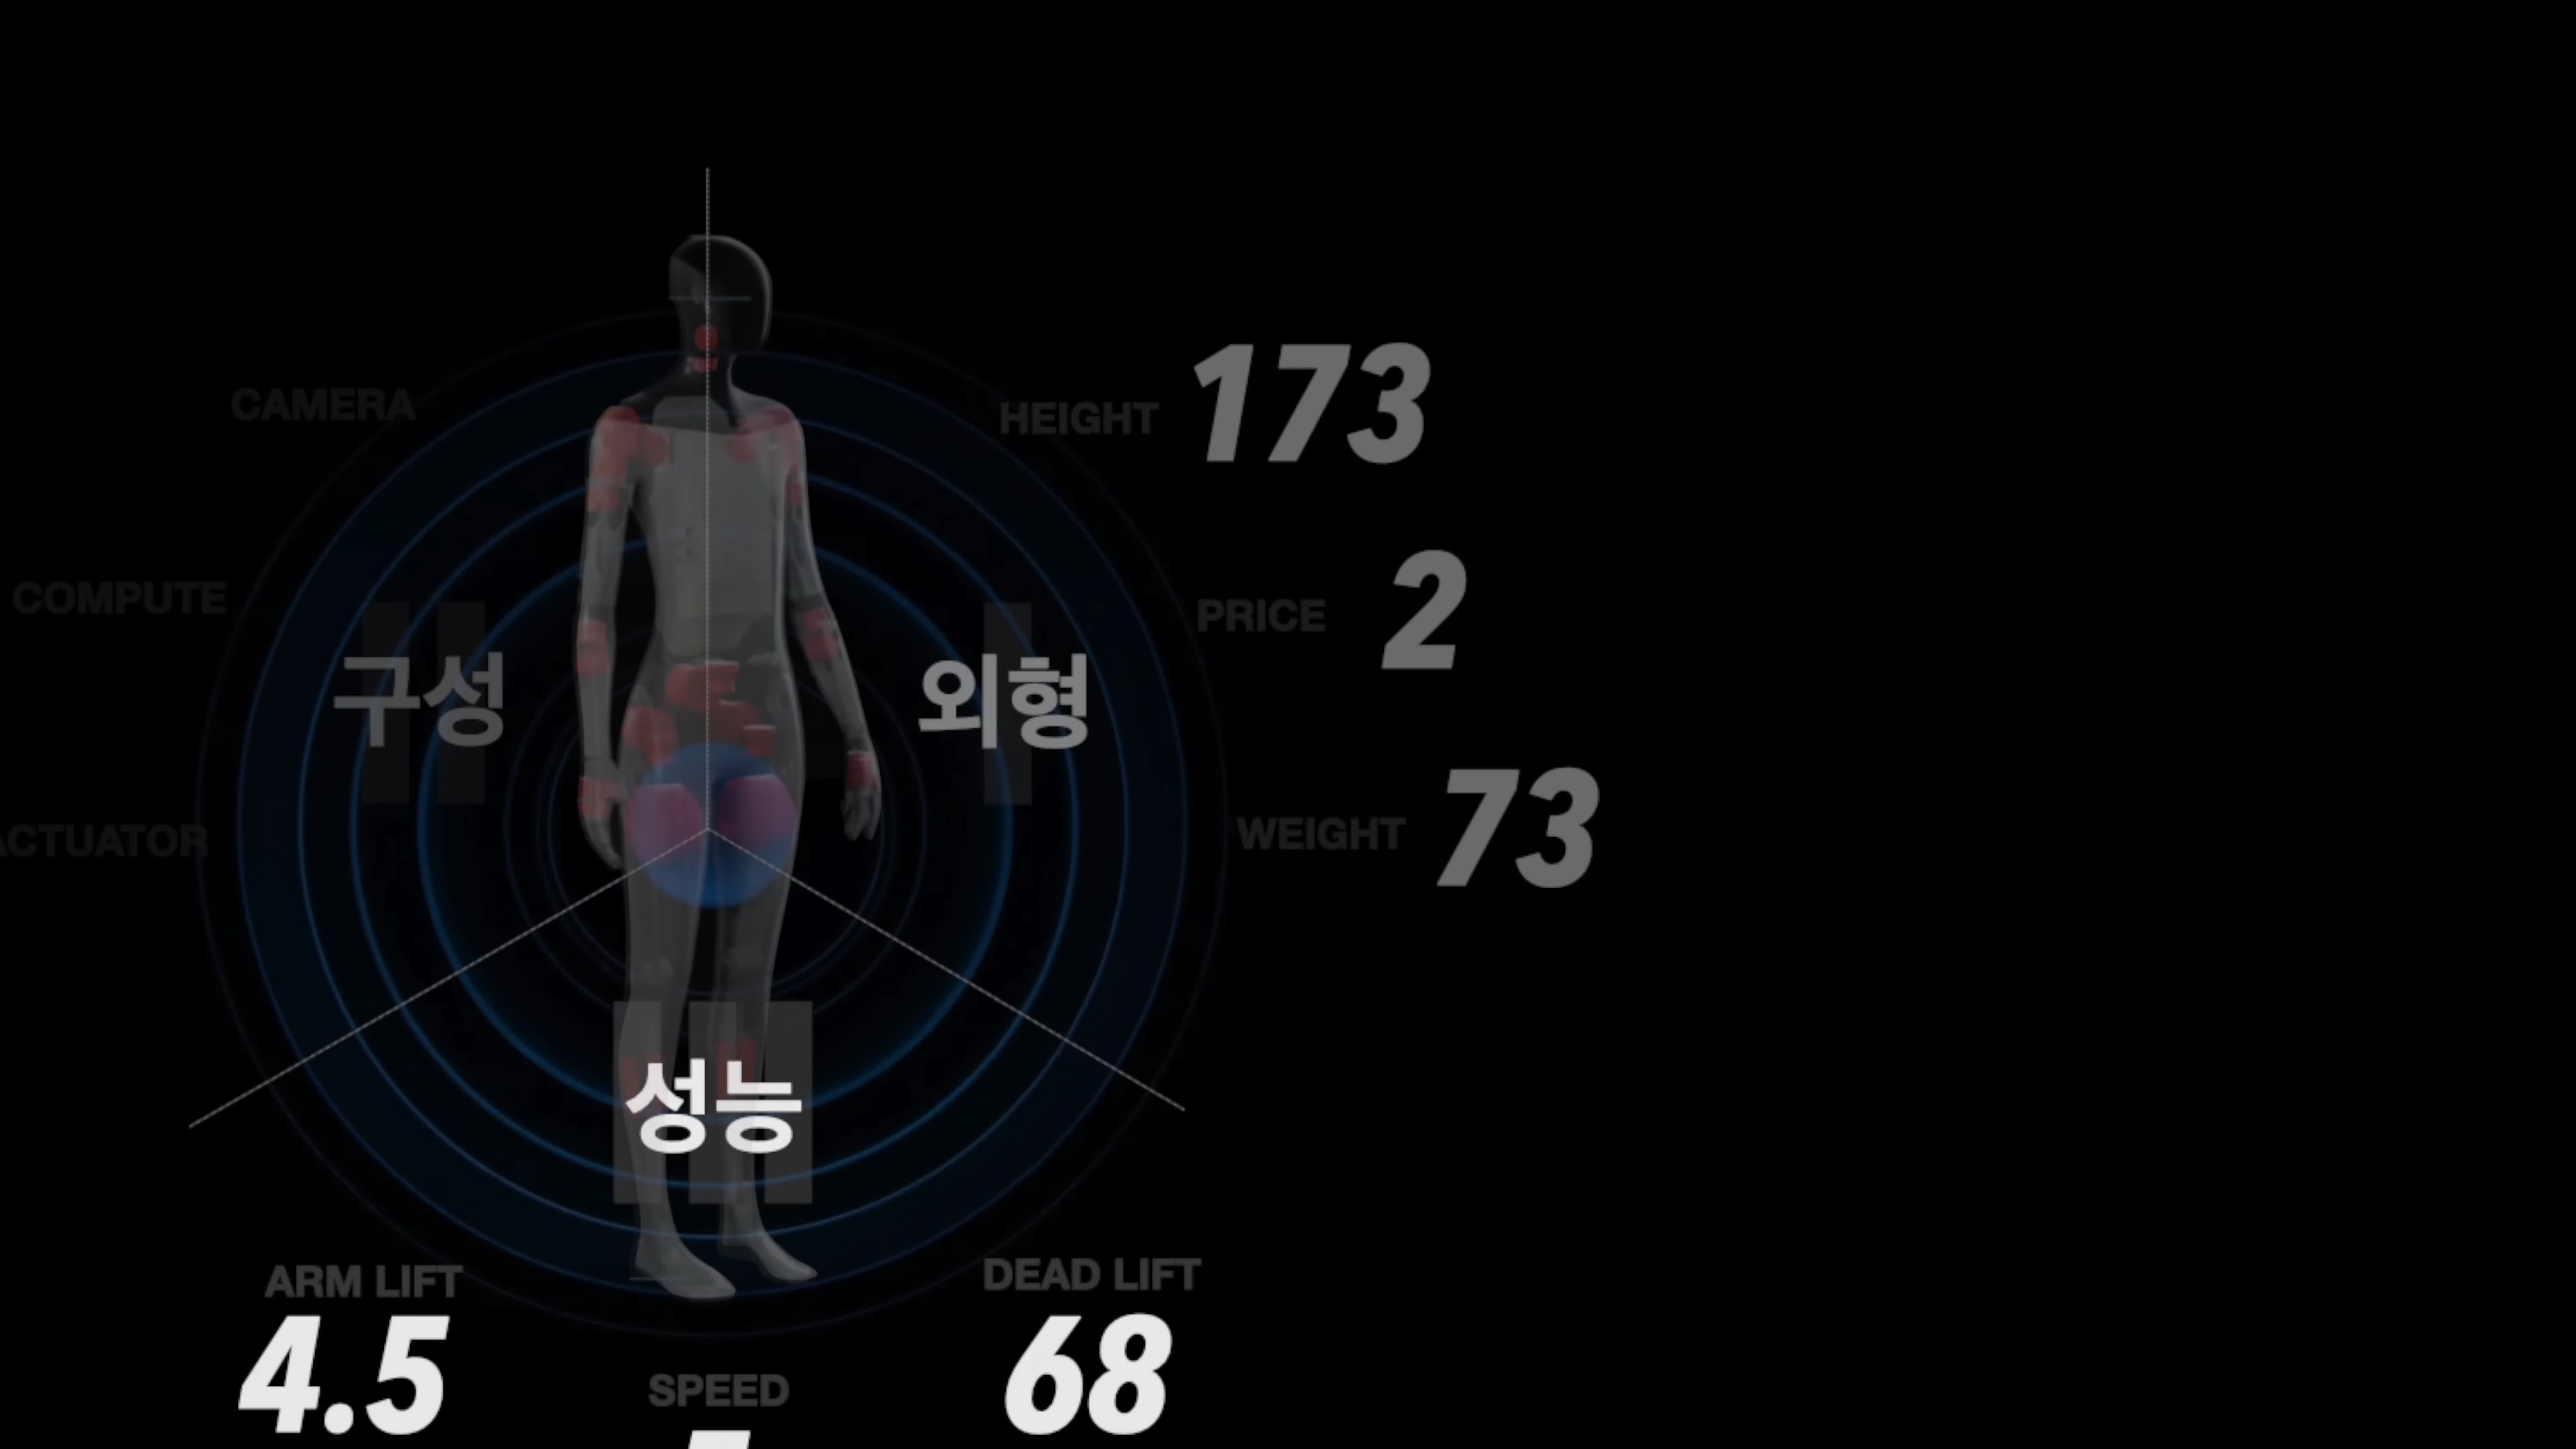 CAMERA
HEIGHT 173
COMPUTE
PRICE 2
구성
외형
ACTUATOR
WEIGHT 73
성능
ARM LIFT
4.5
DEAD LIFT
68
SPEED